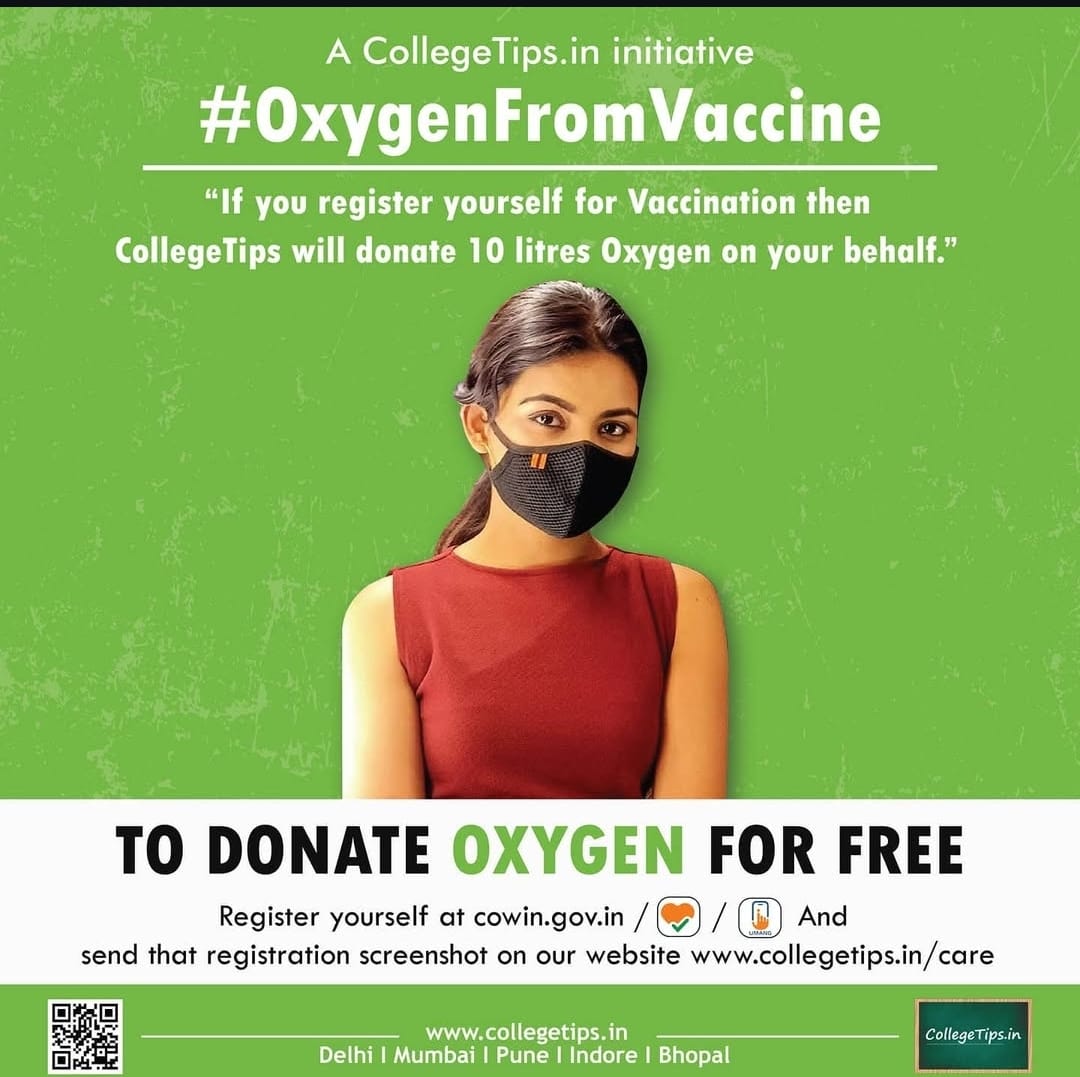 A CollegeTips.in initiative
#OxygenFromVaccine
“If you register yourself for Vaccination then
CollegeTips will donate 10 litres Oxygen on your behalf.”
TO DONATE OXYGEN FOR FREE
Register yourself at cowin.gov.in / / UMANG And
send that registration screenshot on our website www.collegetips.in/care
www.collegetips.in
Delhi I Mumbai I Pune I Indore I Bhopal
CollegeTips.in